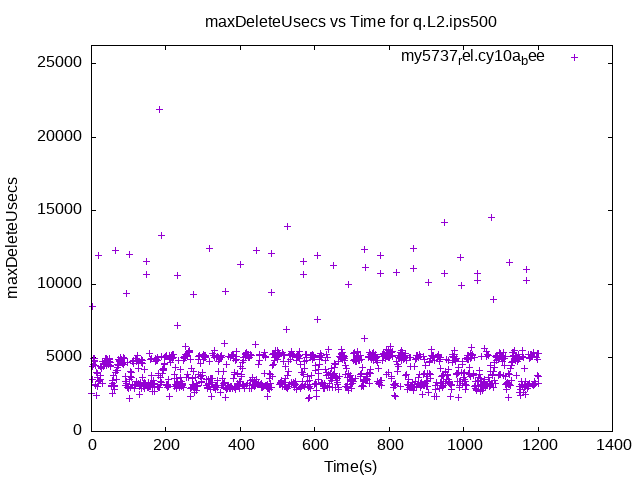 maxDeleteUsecs vs Time for q.L2.ips500
my5737rel.cy10abee
25000
20000
15000
10000
5000
0
maxDeleteUsecs
0 200 400 600 800 1000 1200 1400
Time(s)